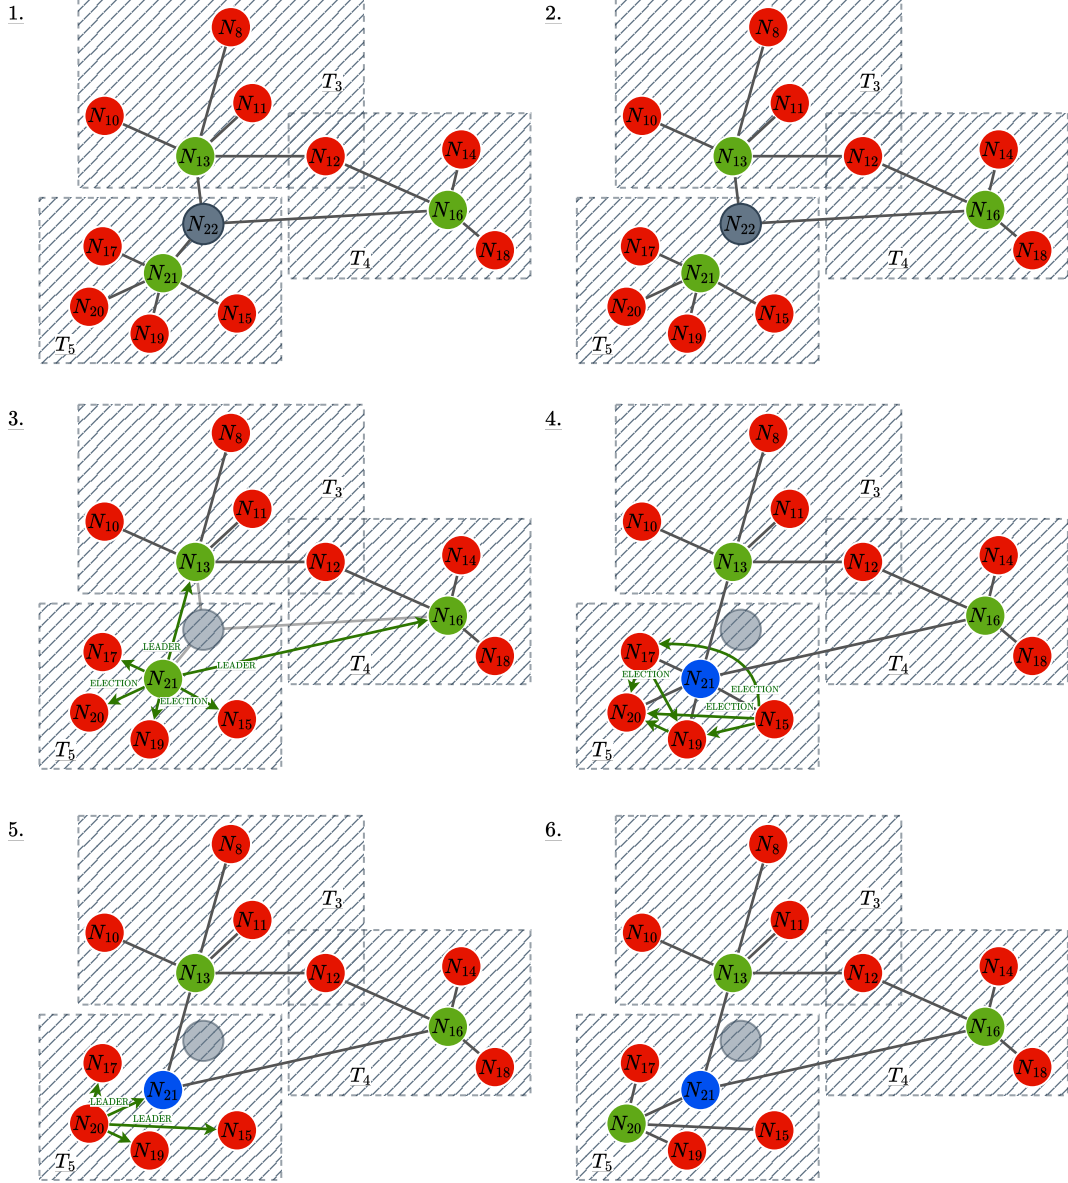 1.
N8
T3
N10
N11
N13
N12
N14
N22
N16
N17
N21
T4
N18
N20
N19
N15
T5
2.
N8
T3
N10
N11
N13
N12
N14
N22
N16
N17
N21
T4
N18
N20
N19
N15
T5
3.
N8
T3
N10
N11
N13
N12
N14
N16
LEADER
N17
LEADER
T4
N18
N21
ELECTION
ELECTION
N20
N19
N15
T5
4.
N8
T3
N10
N11
N13
N12
N14
N16
N17
T4
N18
ELECTION
N21
ELECTION
ELECTION
N20
N19
N15
T5
5.
N8
T3
N10
N11
N13
N12
N14
N16
N17
T4
N18
N21
LEADER
LEADER
N20
N19
N15
T5
6.
N8
T3
N10
N11
N13
N12
N14
N16
N17
T4
N18
N21
N20
N19
N15
T5